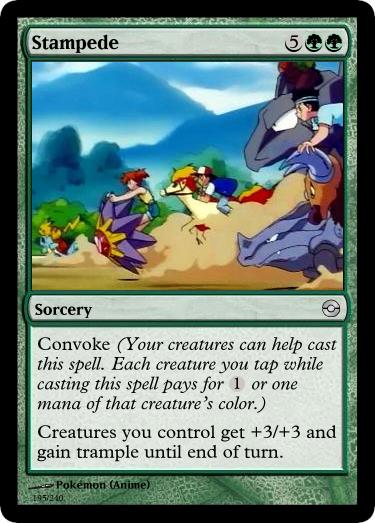 Stampede 5
Sorcery
Convoke (Your creatures can help cast
this spell. Each creature you tap while
casting this spell pays for 1 or one
mana of that creature's color.)
Creatures you control get +3/+3 and
gain trample until end of turn.
Pokémon (Anime)
195/240